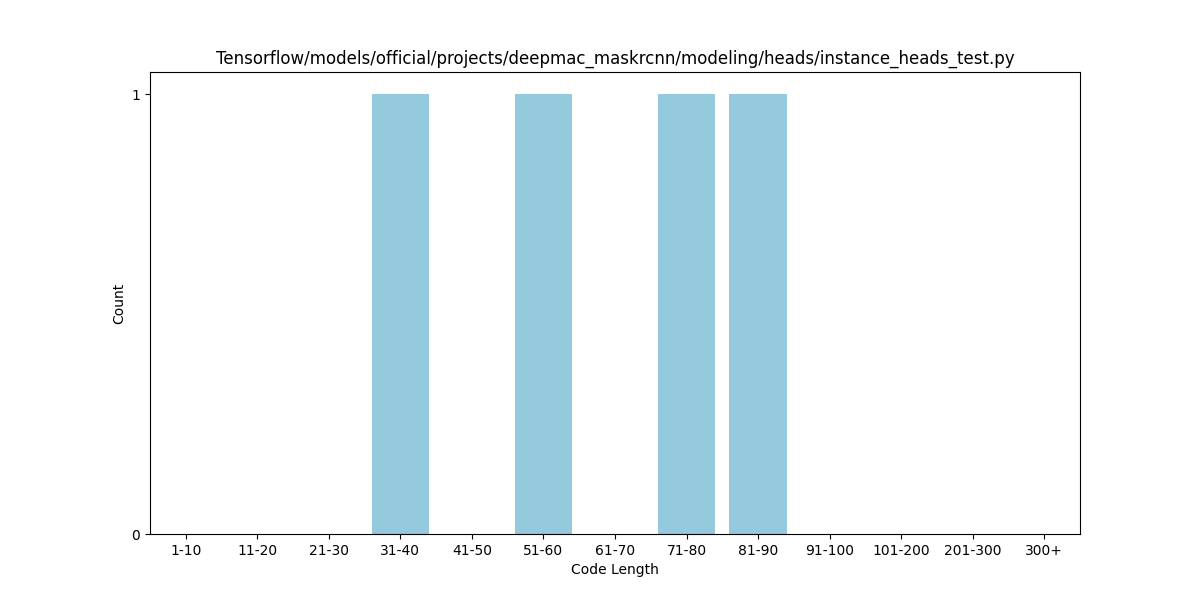 Tensorflow/models/official/projects/deepmac_maskrcnn/modeling/heads/instance_heads_test.py
1
Count
0
1-10 11-20 21-30 31-40 41-50 51-60 61-70 71-80 81-90 91-100 101-200 201-300 300+
Code Length